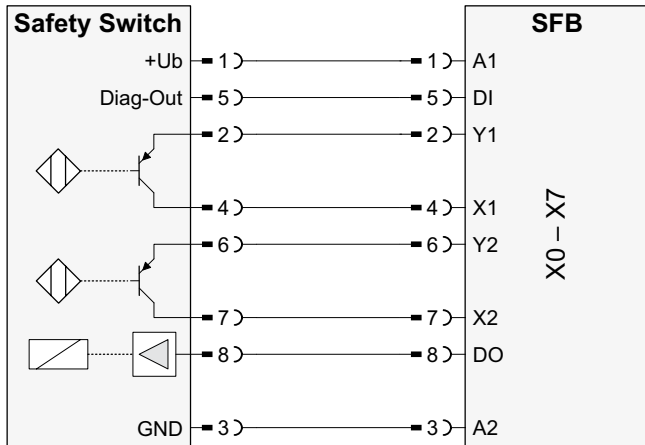 Safety Switch SFB
+Ub 1 1 A1
Diag-Out 5 5 DI
2 2 Y1
4 4 X1
6 6 Y2
7 7 X2
8 8 DO
GND 3 3 A2
X0 – X7